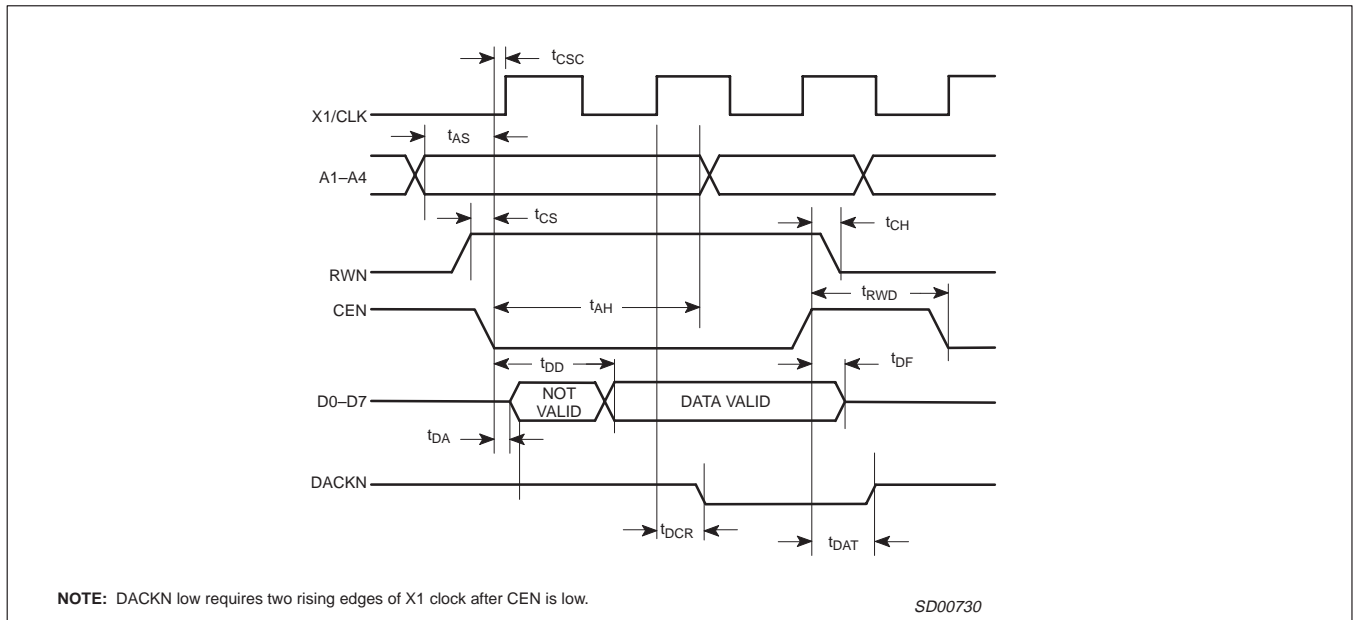 tCSC
X1/CLK
tAS
A1–A4
tCS
tCH
RWN
tRWD
CEN
tAH
tDD
tDF
D0–D7
NOT
VALID
DATA VALID
tDA
DACKN
tDCR
tDAT
NOTE: DACKN low requires two rising edges of X1 clock after CEN is low.
SD00730